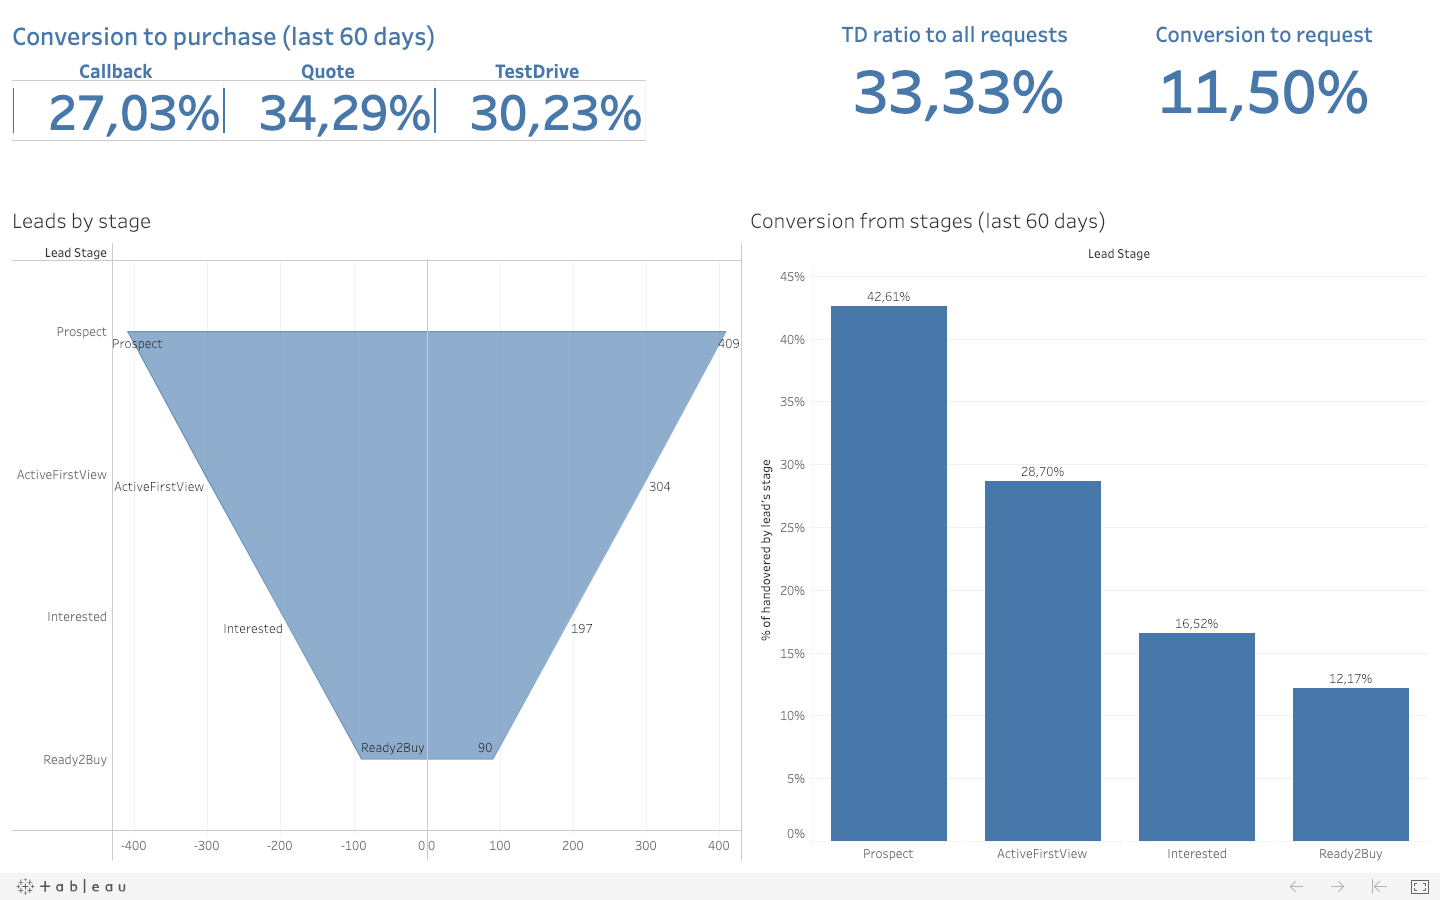 Conversion to purchase (last 60 days)
Callback Quote TestDrive
27,03% 34,29% 30,23%
TD ratio to all requests
33,33%
Conversion to request
11,50%
Leads by stage
Lead Stage
Prospect
Prospect 409
ActiveFirstView
ActiveFirstView 304
Interested
Interested 197
Ready2Buy 90
Ready2Buy
-400 -300 -200 -100 0 0 100 200 300 400
Conversion from stages (last 60 days)
Lead Stage
% of handovered by lead's stage
45%
40%
35%
30%
25%
20%
15%
10%
5%
0%
42,61%
28,70%
16,52%
12,17%
Prospect ActiveFirstView Interested Ready2Buy
+ableau